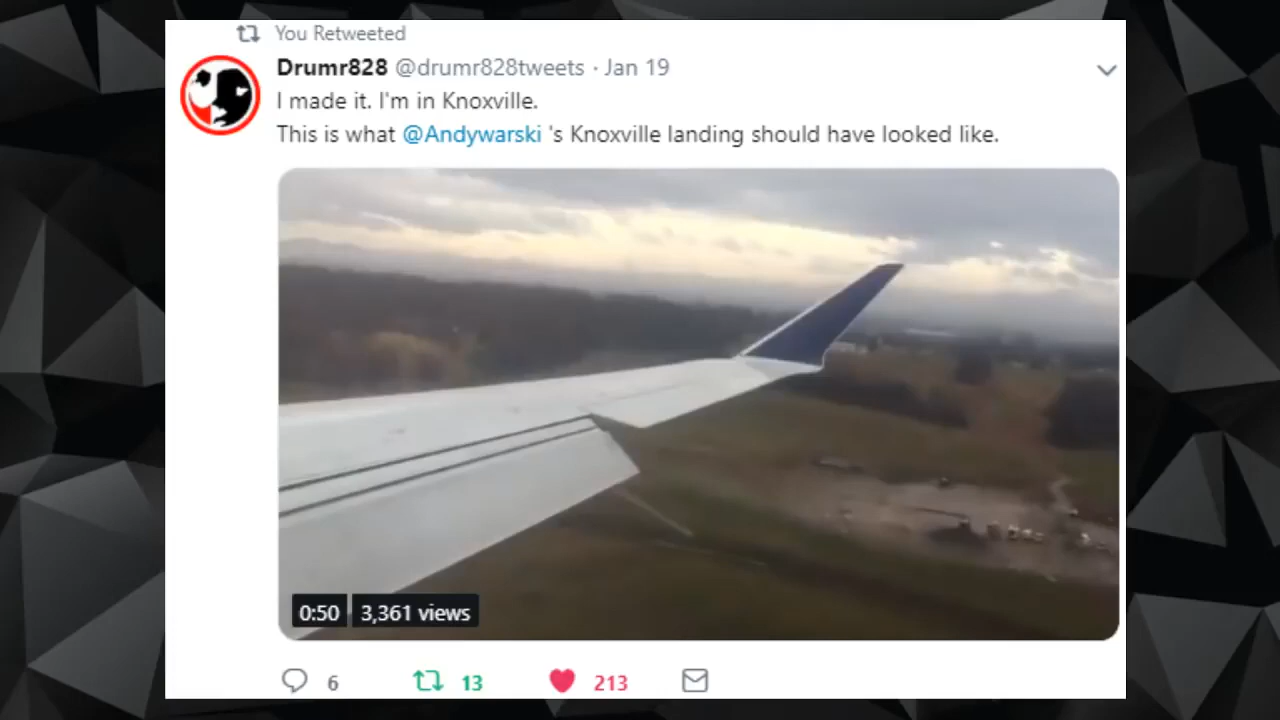 You Retweeted
Drumr828 @drumr828tweets · Jan 19
I made it. I'm in Knoxville.
This is what @Andywarski 's Knoxville landing should have looked like.
0:50 3,361 views
6 13 213